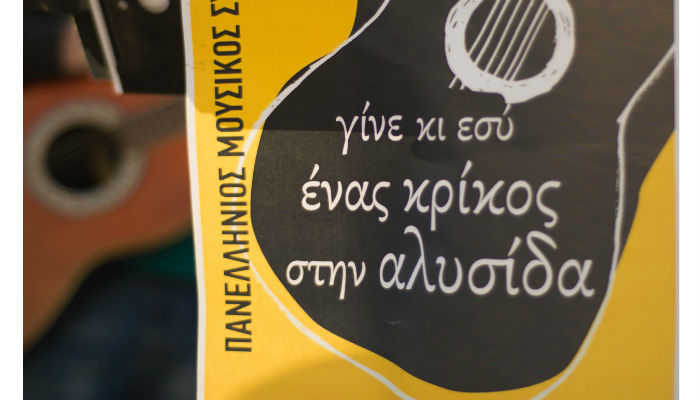 ΠΑΝΕΛΛΗΝΙΟΣ ΜΟΥΣΙΚΟΣ
γίνε κι εσύ
ένας κρίκος
στην αλυσίδα